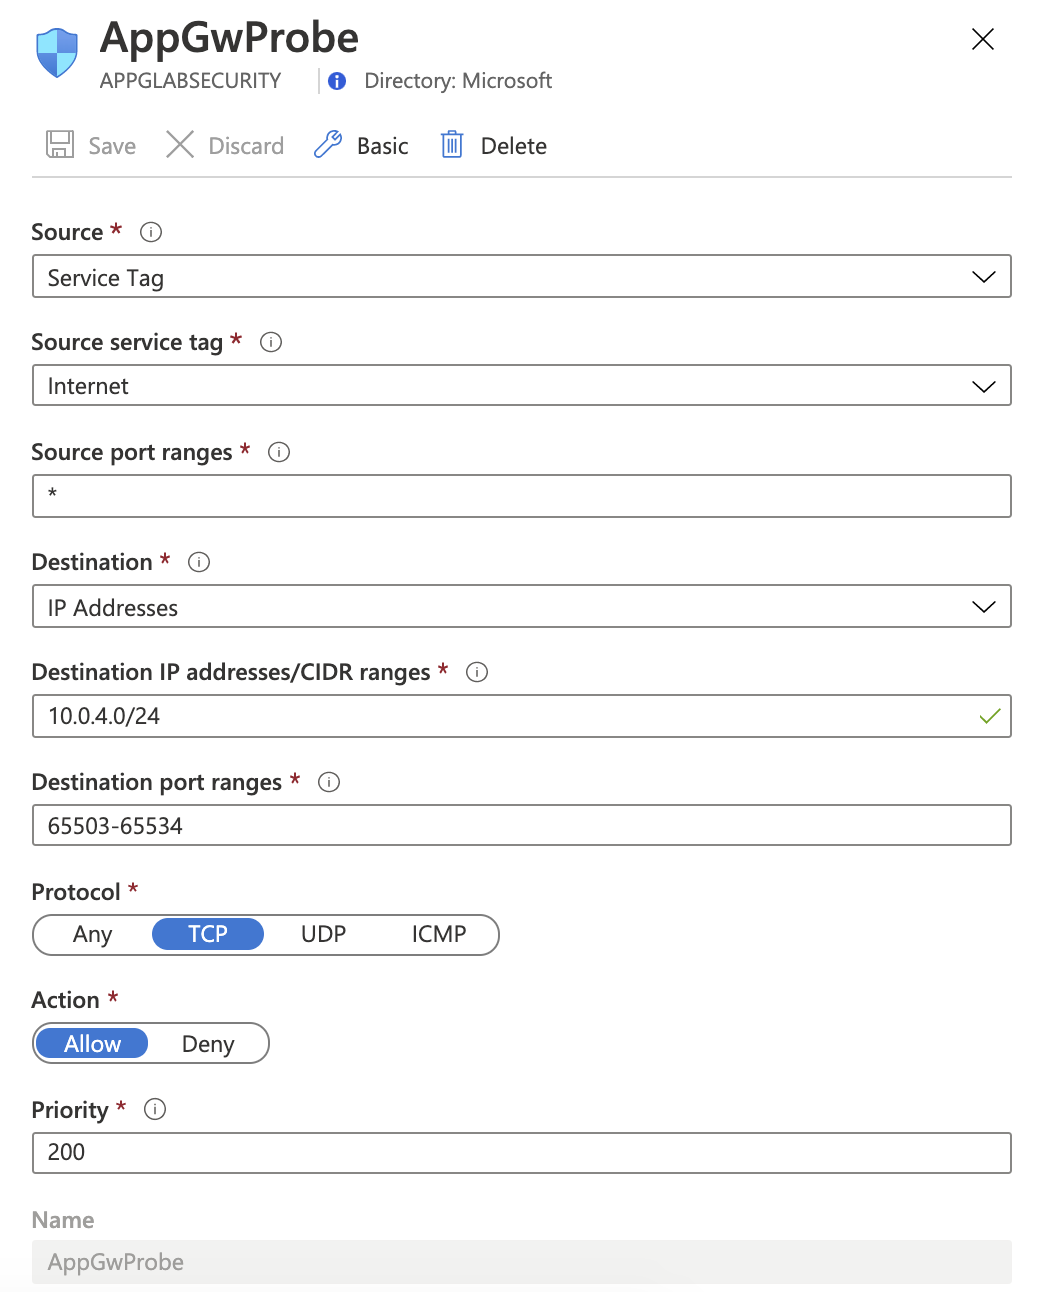 AppGwProbe
APPGLABSECURITY
Directory: Microsoft
Save Discard Basic Delete
Source *
Service Tag
Source service tag *
Internet
Source port ranges *
*
Destination *
IP Addresses
Destination IP addresses/CIDR ranges *
10.0.4.0/24
Destination port ranges *
65503-65534
Protocol *
Any TCP UDP ICMP
Action *
Allow Deny
Priority *
200
Name
AppGwProbe